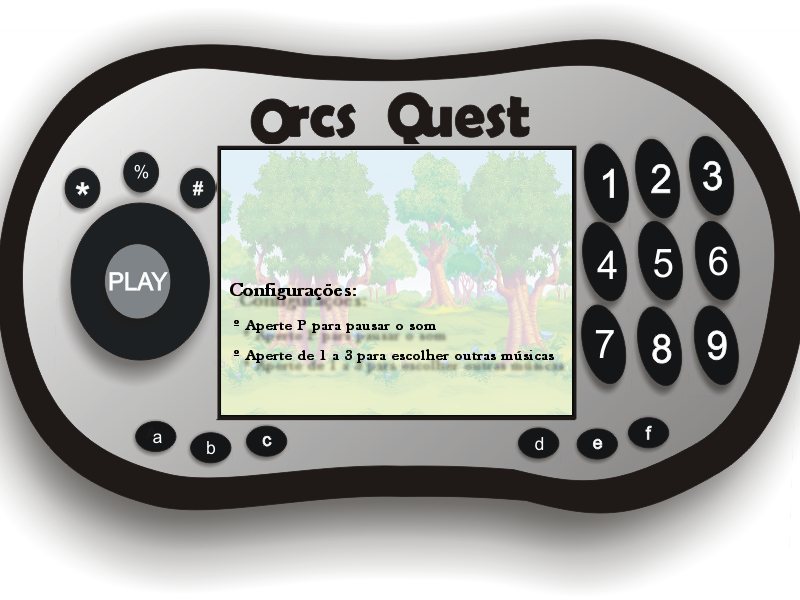 Orcs Quest
%
* #
1 2 3
PLAY
4 5 6
7 8 9
Configurações:
º Aperte P para pausar o som
º Aperte de 1 a 3 para escolher outras músicas
a b c
d e f